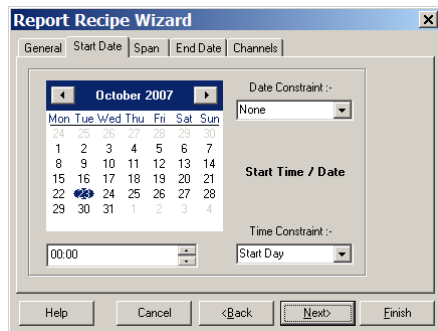 Report Recipe Wizard
General Start Date Span End Date Channels
October 2007
Mon Tue Wed Thu Fri Sat Sun
24 25 26 27 28 29 30
1 2 3 4 5 6 7
8 9 10 11 12 13 14
15 16 17 18 19 20 21
22 23 24 25 26 27 28
29 30 31 1 2 3 4
00:00
Date Constraint :-
None
Start Time / Date
Time Constraint :-
Start Day
Help Cancel <Back Next> Finish